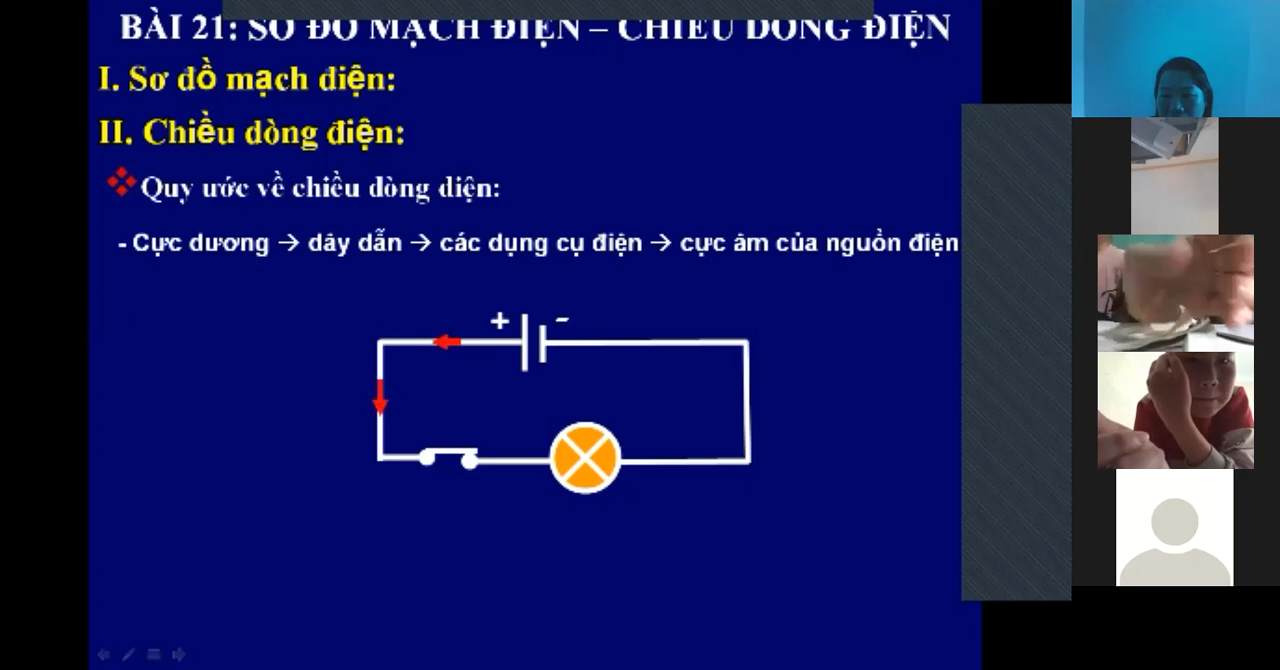 BÀI 21: SƠ ĐỒ MẠCH ĐIỆN – CHIỀU DÒNG ĐIỆN
I. Sơ đồ mạch điện:
II. Chiều dòng điện:
Quy ước về chiều dòng điện:
- Cực dương → dây dẫn → các dụng cụ điện → cực âm của nguồn điện
+ -